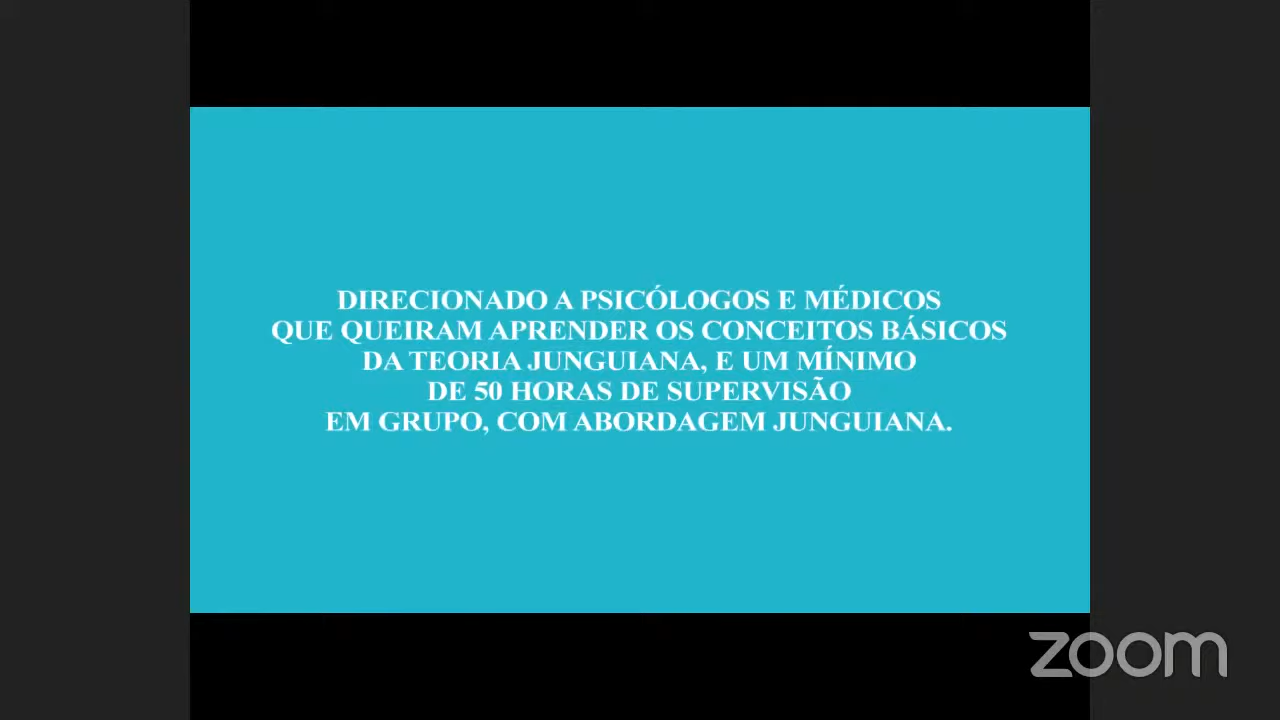 DIRECIONADO A PSICÓLOGOS E MÉDICOS
QUE QUEIRAM APRENDER OS CONCEITOS BÁSICOS
DA TEORIA JUNGUIANA, E UM MÍNIMO
DE 50 HORAS DE SUPERVISÃO
EM GRUPO, COM ABORDAGEM JUNGUIANA.
zoom